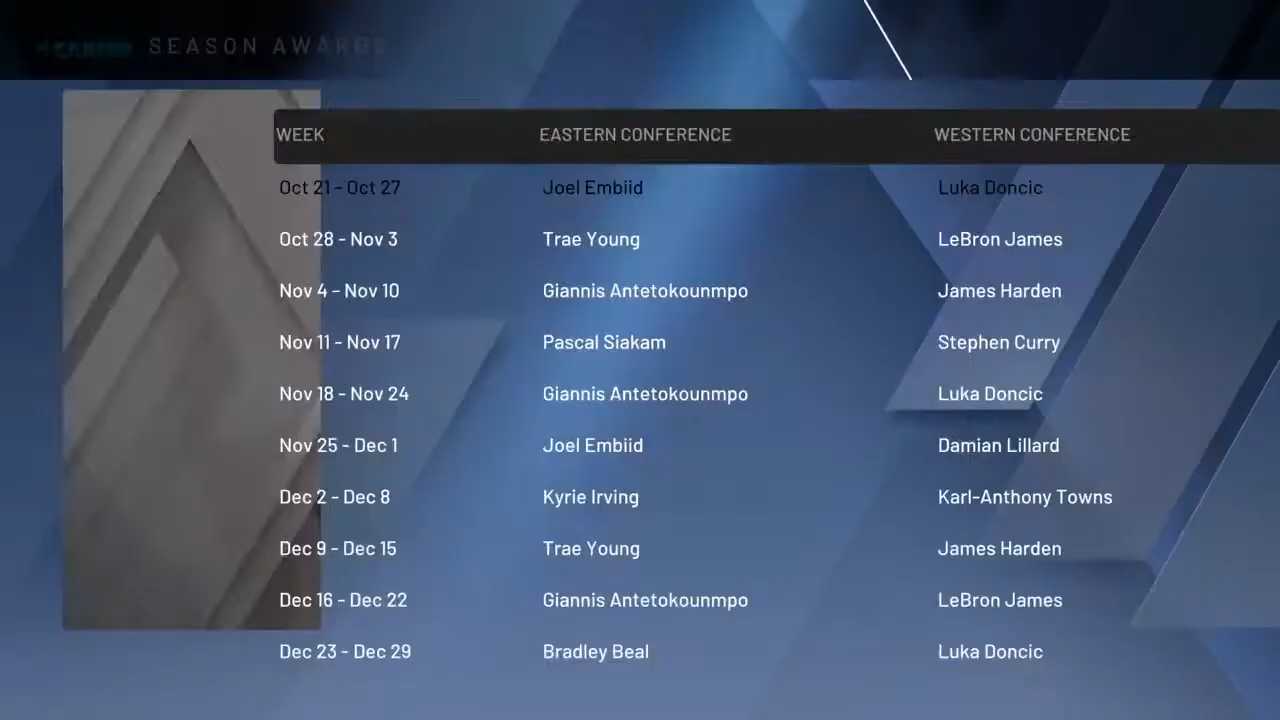 SEASON AWARDS
WEEK EASTERN CONFERENCE WESTERN CONFERENCE
Oct 21 - Oct 27 Joel Embiid Luka Doncic
Oct 28 - Nov 3 Trae Young LeBron James
Nov 4 - Nov 10 Giannis Antetokounmpo James Harden
Nov 11 - Nov 17 Pascal Siakam Stephen Curry
Nov 18 - Nov 24 Giannis Antetokounmpo Luka Doncic
Nov 25 - Dec 1 Joel Embiid Damian Lillard
Dec 2 - Dec 8 Kyrie Irving Karl-Anthony Towns
Dec 9 - Dec 15 Trae Young James Harden
Dec 16 - Dec 22 Giannis Antetokounmpo LeBron James
Dec 23 - Dec 29 Bradley Beal Luka Doncic